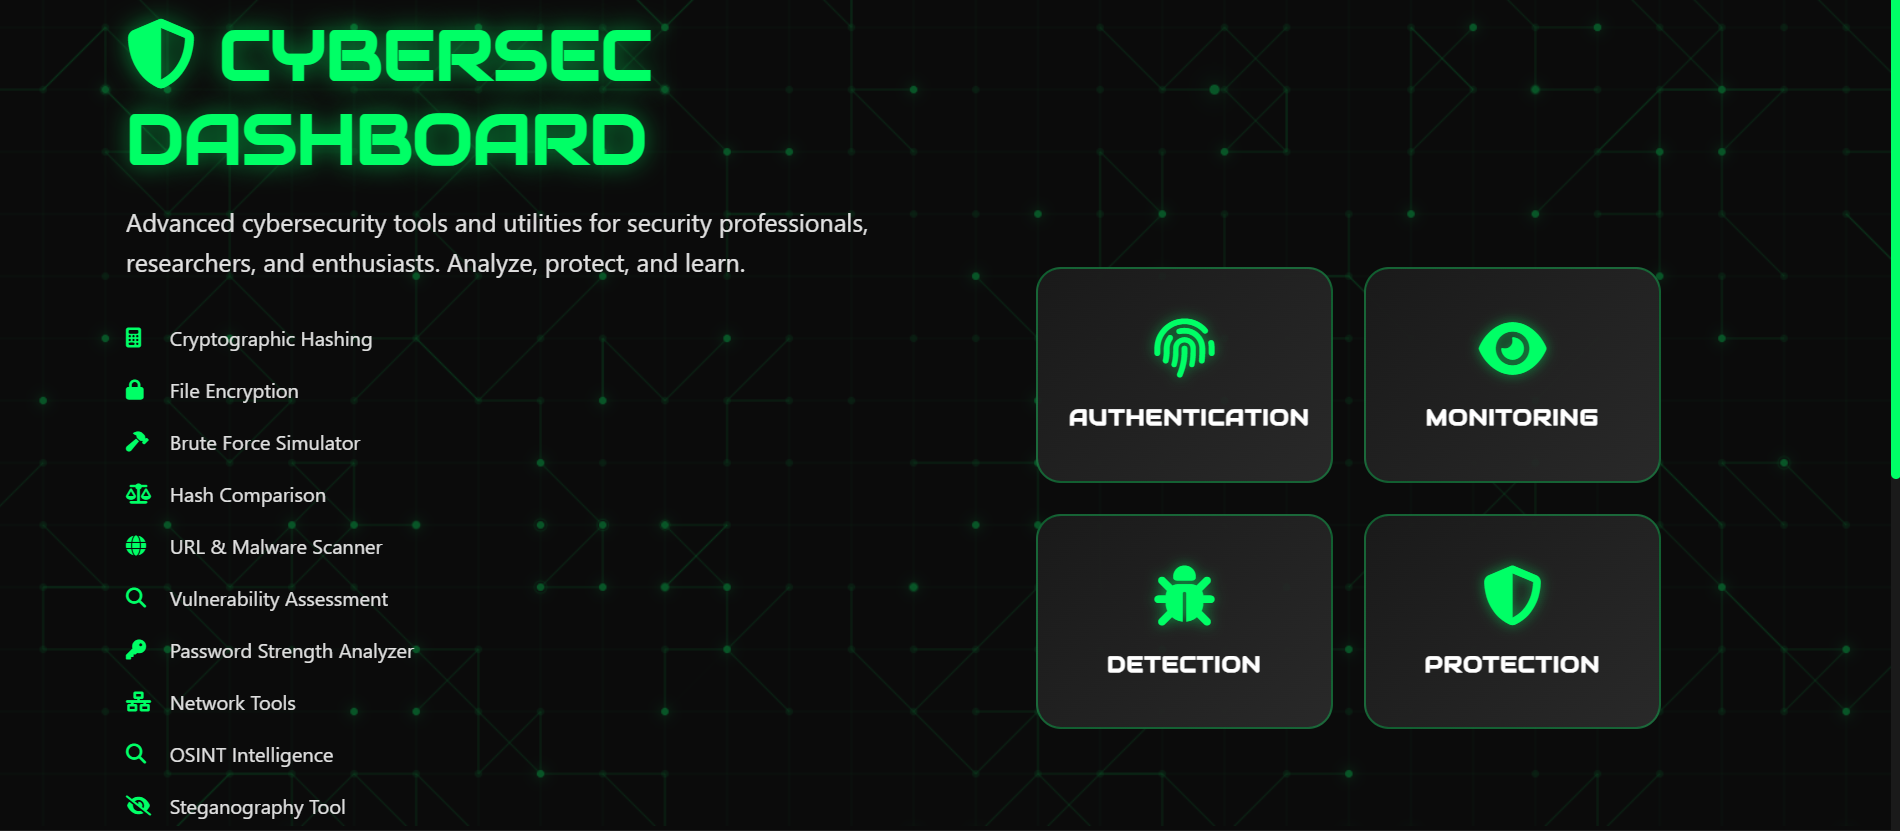 CYBERSEC
DASHBOARD
Advanced cybersecurity tools and utilities for security professionals,
researchers, and enthusiasts. Analyze, protect, and learn.
Cryptographic Hashing
File Encryption
Brute Force Simulator
Hash Comparison
URL & Malware Scanner
Vulnerability Assessment
Password Strength Analyzer
Network Tools
OSINT Intelligence
Steganography Tool
AUTHENTICATION
MONITORING
DETECTION
PROTECTION